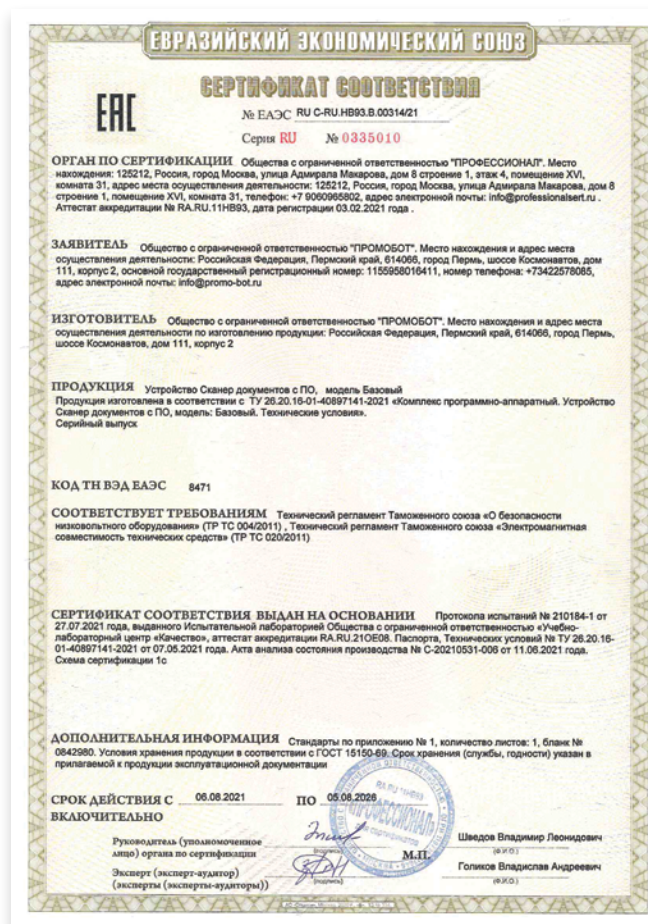 ЕВРАЗИЙСКИЙ ЭКОНОМИЧЕСКИЙ СОЮЗ
СЕРТИФИКАТ СООТВЕТСТВИЯ
EAC
№ ЕАЭС RU C-RU.НВ93.В.00314/21
Серия RU № 0335010
ОРГАН ПО СЕРТИФИКАЦИИ Общества с ограниченной ответственностью "ПРОФЕССИОНАЛ". Место
нахождения: 125212, Россия, город Москва, улица Адмирала Макарова, дом 8 строение 1, этаж 4, помещение XVI,
комната 31, адрес места осуществления деятельности: 125212, Россия, город Москва, улица Адмирала Макарова, дом 8
строение 1, помещение XVI, комната 31, телефон: +7 9060965802, адрес электронной почты: info@professionalsert.ru .
Аттестат аккредитации № RA.RU.11НВ93, дата регистрации 03.02.2021 года .
ЗАЯВИТЕЛЬ Общество с ограниченной ответственностью "ПРОМОБОТ". Место нахождения и адрес места
осуществления деятельности: Российская Федерация, Пермский край, 614066, город Пермь, шоссе Космонавтов, дом
111, корпус 2, основной государственный регистрационный номер: 1155958016411, номер телефона: +73422578085,
адрес электронной почты: info@promo-bot.ru
ИЗГОТОВИТЕЛЬ Общество с ограниченной ответственностью "ПРОМОБОТ". Место нахождения и адрес места
осуществления деятельности по изготовлению продукции: Российская Федерация, Пермский край, 614066, город Пермь,
шоссе Космонавтов, дом 111, корпус 2
ПРОДУКЦИЯ Устройство Сканер документов с ПО, модель Базовый
Продукция изготовлена в соответствии с ТУ 26.20.16-01-40897141-2021 «Комплекс программно-аппаратный. Устройство
Сканер документов с ПО, модель: Базовый. Технические условия».
Серийный выпуск
КОД ТН ВЭД ЕАЭС 8471
СООТВЕТСТВУЕТ ТРЕБОВАНИЯМ Технический регламент Таможенного союза «О безопасности
низковольтного оборудования» (ТР ТС 004/2011) , Технический регламент Таможенного союза «Электромагнитная
совместимость технических средств» (ТР ТС 020/2011)
СЕРТИФИКАТ СООТВЕТСТВИЯ ВЫДАН НА ОСНОВАНИИ Протокола испытаний № 210184-1 от
27.07.2021 года, выданного Испытательной лабораторией Общества с ограниченной ответственностью «Учебно-
лабораторный центр «Качество», аттестат аккредитации RA.RU.21ОЕ08. Паспорта, Технических условий № ТУ 26.20.16-
01-40897141-2021 от 07.05.2021 года. Акта анализа состояния производства № С-20210531-006 от 11.06.2021 года.
Схема сертификации 1с
ДОПОЛНИТЕЛЬНАЯ ИНФОРМАЦИЯ Стандарты по приложению № 1, количество листов: 1, бланк №
0842980. Условия хранения продукции в соответствии с ГОСТ 15150-69. Срок хранения (службы, годности) указан в
прилагаемой к продукции эксплуатационной документации
СРОК ДЕЙСТВИЯ С 06.08.2021 ПО 05.08.2026
ВКЛЮЧИТЕЛЬНО
Руководитель (уполномоченное
лицо) органа по сертификации (подпись) М.П. Шведов Владимир Леонидович (Ф.И.О.)
Эксперт (эксперт-аудитор)
(эксперты (эксперты-аудиторы)) (подпись) Голиков Владислав Андреевич (Ф.И.О.)
RA.RU.11НВ93
ПРОФЕССИОНАЛ